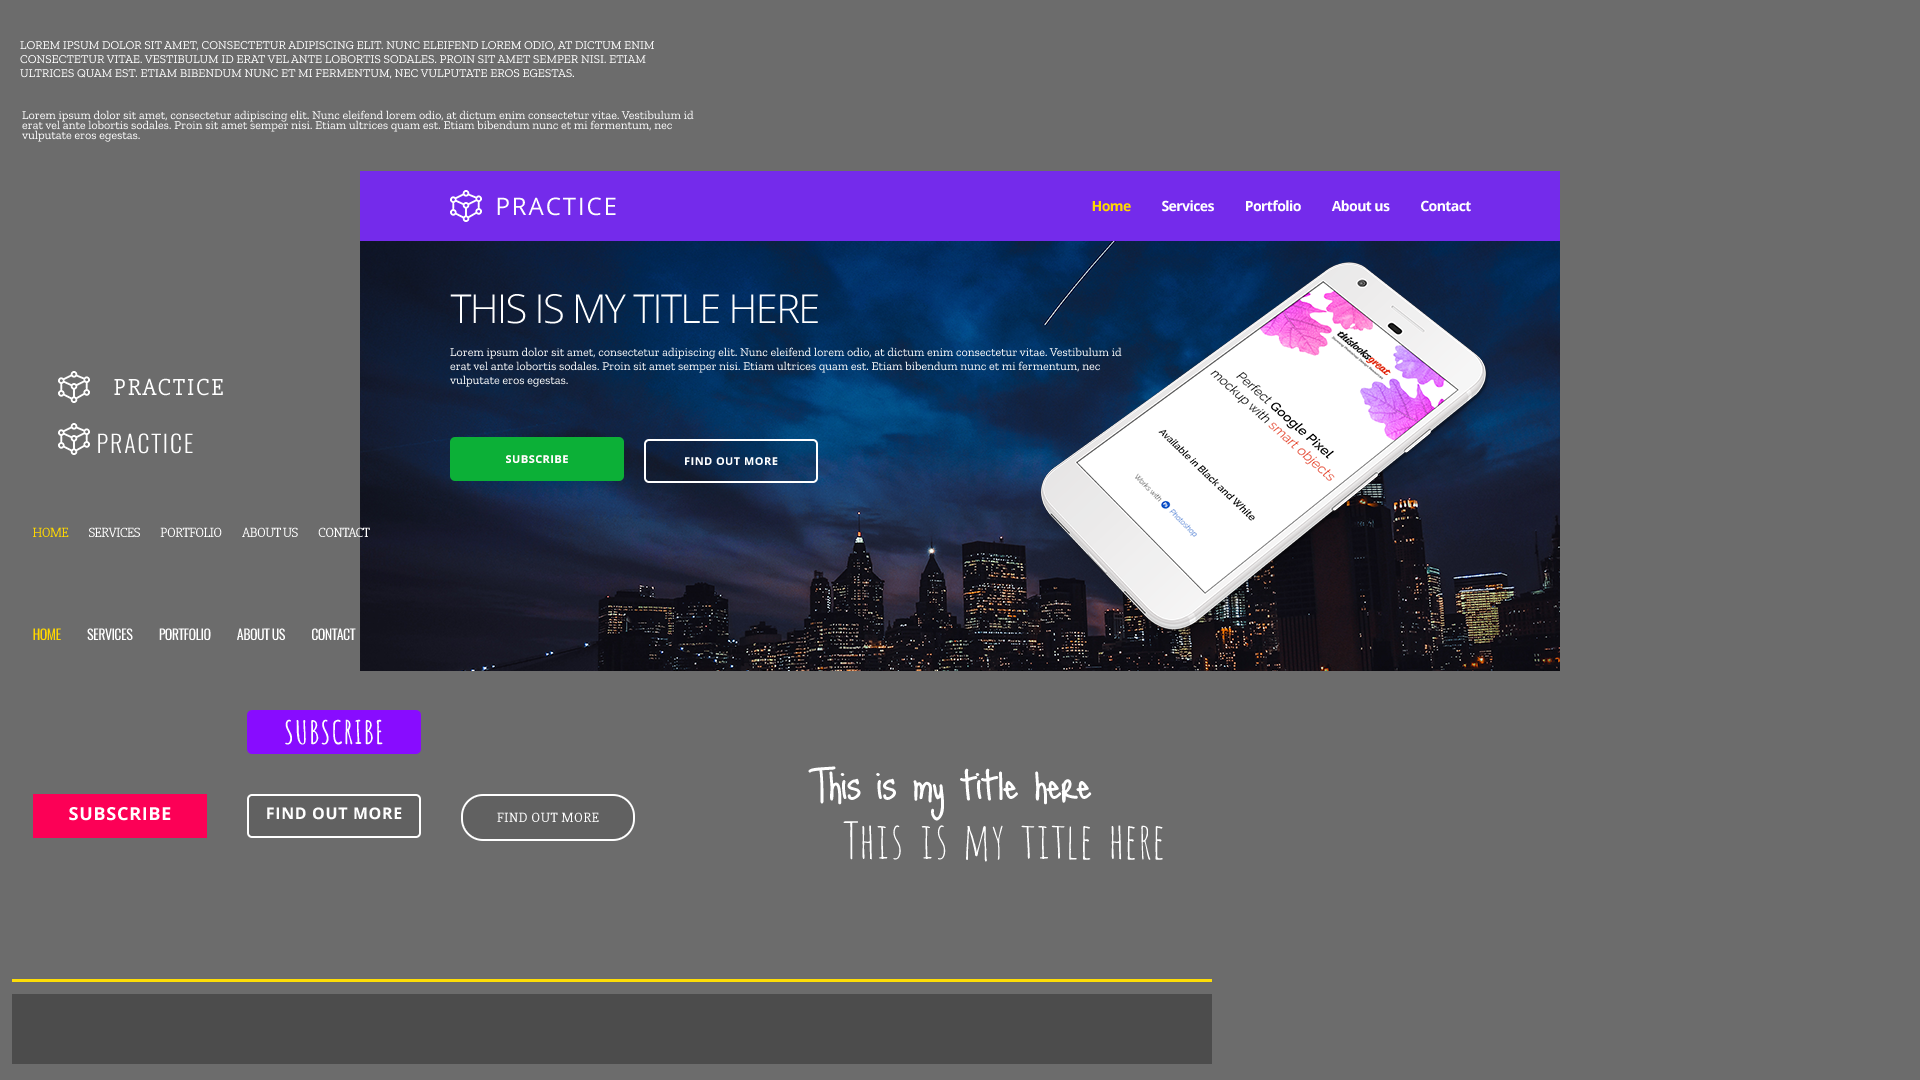 LOREM IPSUM DOLOR SIT AMET, CONSECTETUR ADIPISCING ELIT. NUNC ELEIFEND LOREM ODIO, AT DICTUM ENIM
CONSECTETUR VITAE. VESTIBULUM ID ERAT VEL ANTE LOBORTIS SODALES. PROIN SIT AMET SEMPER NISI. ETIAM
ULTRICES QUAM EST. ETIAM BIBENDUM NUNC ET MI FERMENTUM, NEC VULPUTATE EROS EGESTAS.
Lorem ipsum dolor sit amet, consectetur adipiscing elit. Nunc eleifend lorem odio, at dictum enim consectetur vitae. Vestibulum id
erat vel ante lobortis sodales. Proin sit amet semper nisi. Etiam ultrices quam est. Etiam bibendum nunc et mi fermentum, nec
vulputate eros egestas.
PRACTICE
Home Services Portfolio About us Contact
THIS IS MY TITLE HERE
Lorem ipsum dolor sit amet, consectetur adipiscing elit. Nunc eleifend lorem odio, at dictum enim consectetur vitae. Vestibulum id
erat vel ante lobortis sodales. Proin sit amet semper nisi. Etiam ultrices quam est. Etiam bibendum nunc et mi fermentum, nec
vulputate eros egestas.
SUBSCRIBE
FIND OUT MORE
thislooksgreat
Perfect Google Pixel
mockup with smart objects
Available in Black and White
Works with Photoshop
PRACTICE
PRACTICE
HOME SERVICES PORTFOLIO ABOUT US CONTACT
HOME SERVICES PORTFOLIO ABOUT US CONTACT
SUBSCRIBE
SUBSCRIBE
FIND OUT MORE
FIND OUT MORE
This is my title here
This is my title here